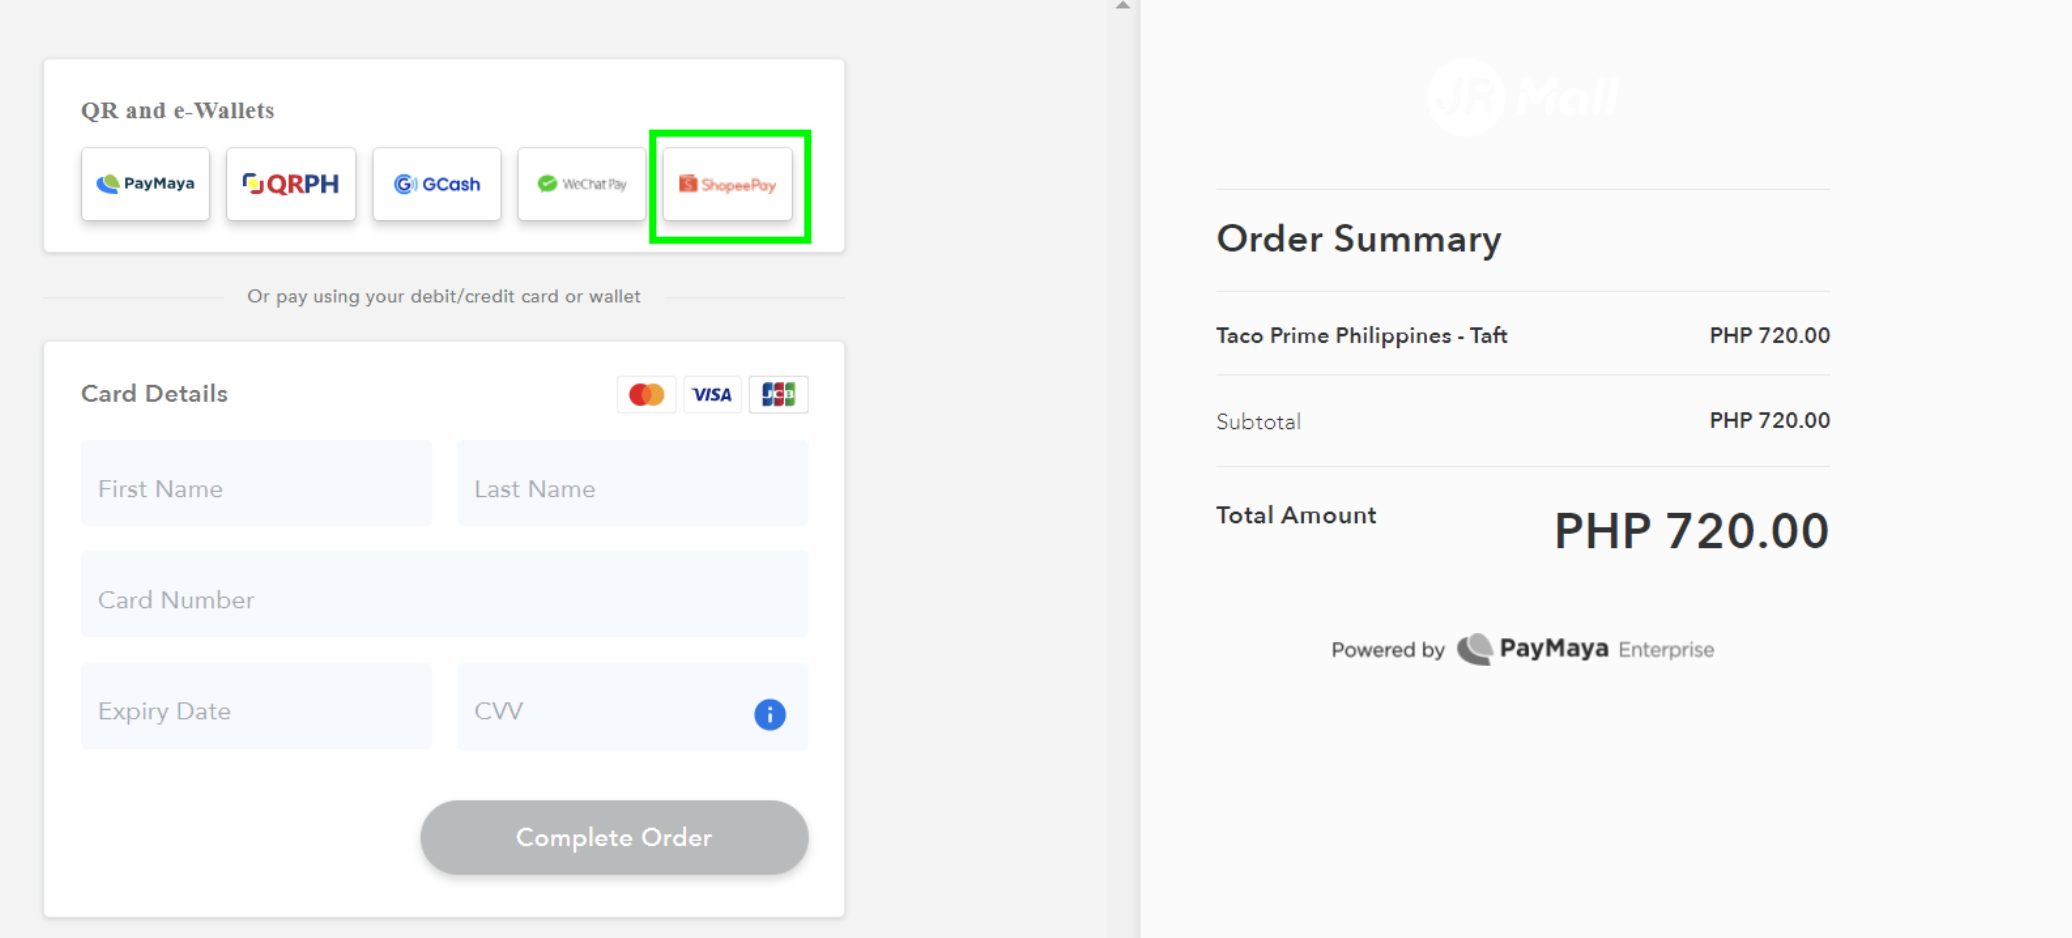 QR and e-Wallets
PayMaya
QRPH
GCash
WeChat Pay
ShopeePay
Or pay using your debit/credit card or wallet
Card Details
VISA
JCB
First Name
Last Name
Card Number
Expiry Date
CVV
i
Complete Order
JR Mall
Order Summary
Taco Prime Philippines - Taft PHP 720.00
Subtotal PHP 720.00
Total Amount PHP 720.00
Powered by PayMaya Enterprise